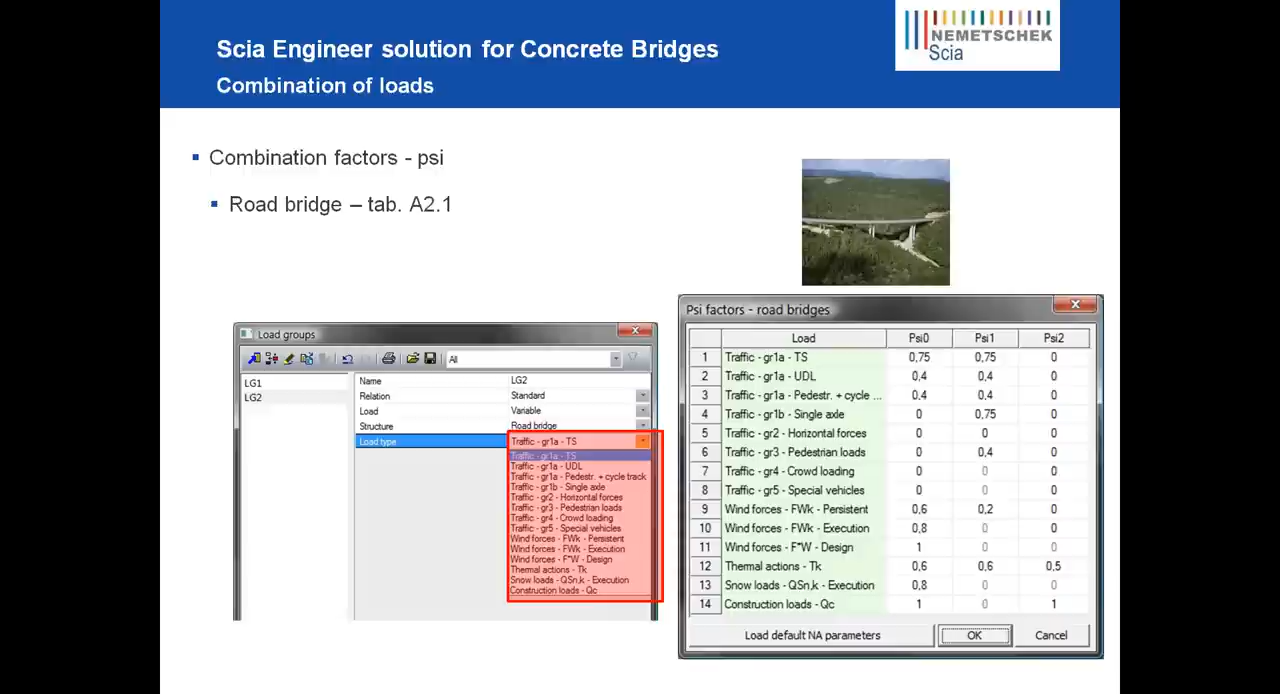 Scia Engineer solution for Concrete Bridges
Combination of loads
NEMETSCHEK
Scia
Combination factors - psi
Road bridge – tab. A2.1
Load groups
All
LG1
LG2
Name LG2
Relation Standard
Load Variable
Structure Road bridge
Load type Traffic - gr1a - TS
Traffic - gr1a - TS
Traffic - gr1a - UDL
Traffic - gr1a - Pedestr. + cycle track
Traffic - gr1b - Single axle
Traffic - gr2 - Horizontal forces
Traffic - gr3 - Pedestrian loads
Traffic - gr4 - Crowd loading
Traffic - gr5 - Special vehicles
Wind forces - FWk - Persistent
Wind forces - FWk - Execution
Wind forces - F*W - Design
Thermal actions - Tk
Snow loads - QSn,k - Execution
Construction loads - Qc
Psi factors - road bridges
Load Psi0 Psi1 Psi2
1 Traffic - gr1a - TS 0,75 0,75 0
2 Traffic - gr1a - UDL 0,4 0,4 0
3 Traffic - gr1a - Pedestr. + cycle ... 0,4 0,4 0
4 Traffic - gr1b - Single axle 0 0,75 0
5 Traffic - gr2 - Horizontal forces 0 0 0
6 Traffic - gr3 - Pedestrian loads 0 0,4 0
7 Traffic - gr4 - Crowd loading 0 0 0
8 Traffic - gr5 - Special vehicles 0 0 0
9 Wind forces - FWk - Persistent 0,6 0,2 0
10 Wind forces - FWk - Execution 0,8 0 0
11 Wind forces - F*W - Design 1 0 0
12 Thermal actions - Tk 0,6 0,6 0,5
13 Snow loads - QSn,k - Execution 0,8 0 0
14 Construction loads - Qc 1 0 1
Load default NA parameters OK Cancel